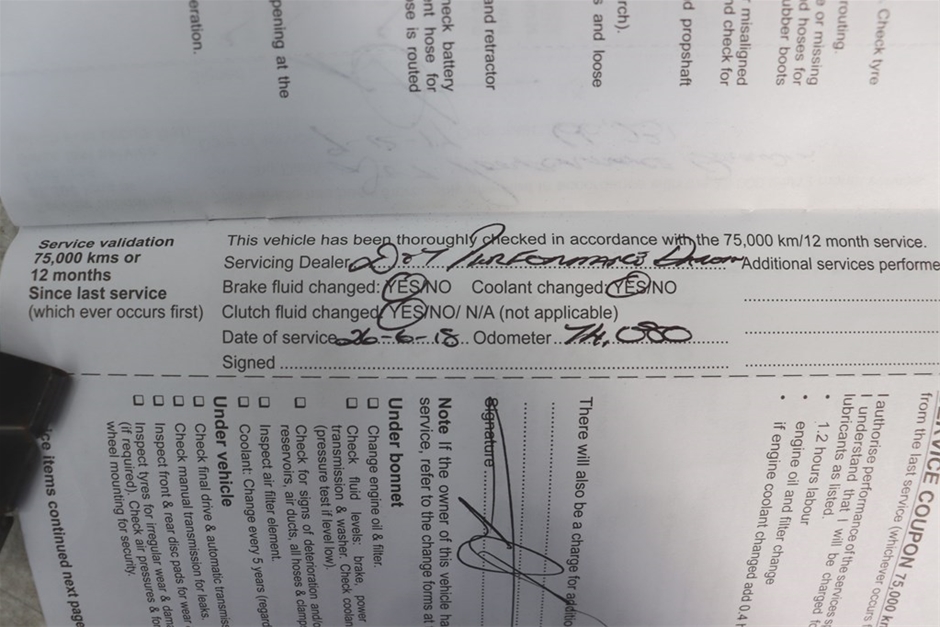 Check tyre
routing.
e or missing
d hoses for
ubber boots
r misaligned
nd check for
d propshaft
rch).
s and loose
and retractor
heck battery
ent hose for
se is routed
pening at the
eration.
Service validation
75,000 kms or
12 months
Since last service
(which ever occurs first)
This vehicle has been thoroughly checked in accordance with the 75,000 km/12 month service.
Servicing Dealer PERFORMANCE Additional services performe
Brake fluid changed: YES/NO Coolant changed: YES/NO
Clutch fluid changed YES/NO/ N/A (not applicable)
Date of service 26-6-18 Odometer 74,080
Signed
VICE COUPON 75,000 k
from the last service (whichever occurs
I authorise performance of the services s
I understand that I will be charged f
lubricants as listed.
• 1.2 hours labour
• engine oil and filter change
• if engine coolant changed add 0.4
There will also be a charge for additio
Signature
Note If the owner of this vehicle ha
service, refer to the change forms at
Under bonnet
❑ Change engine oil & filter.
❑ Check fluid levels: brake, power
transmission & washer. Check coolan
(pressure test if level low).
❑ Check for signs of deterioration and/o
reservoirs, air ducts, all hoses & clamp
❑ Inspect air filter element.
❑ Coolant: Change every 5 years (regard
Under vehicle
❑ Check final drive & automatic transmis
❑ Check manual transmission for leaks.
❑ Inspect front & rear disc pads for wear
❑ Inspect tyres for irregular wear & dam
(if required). Check air pressures & fo
wheel mounting for security.
ice items continued next page